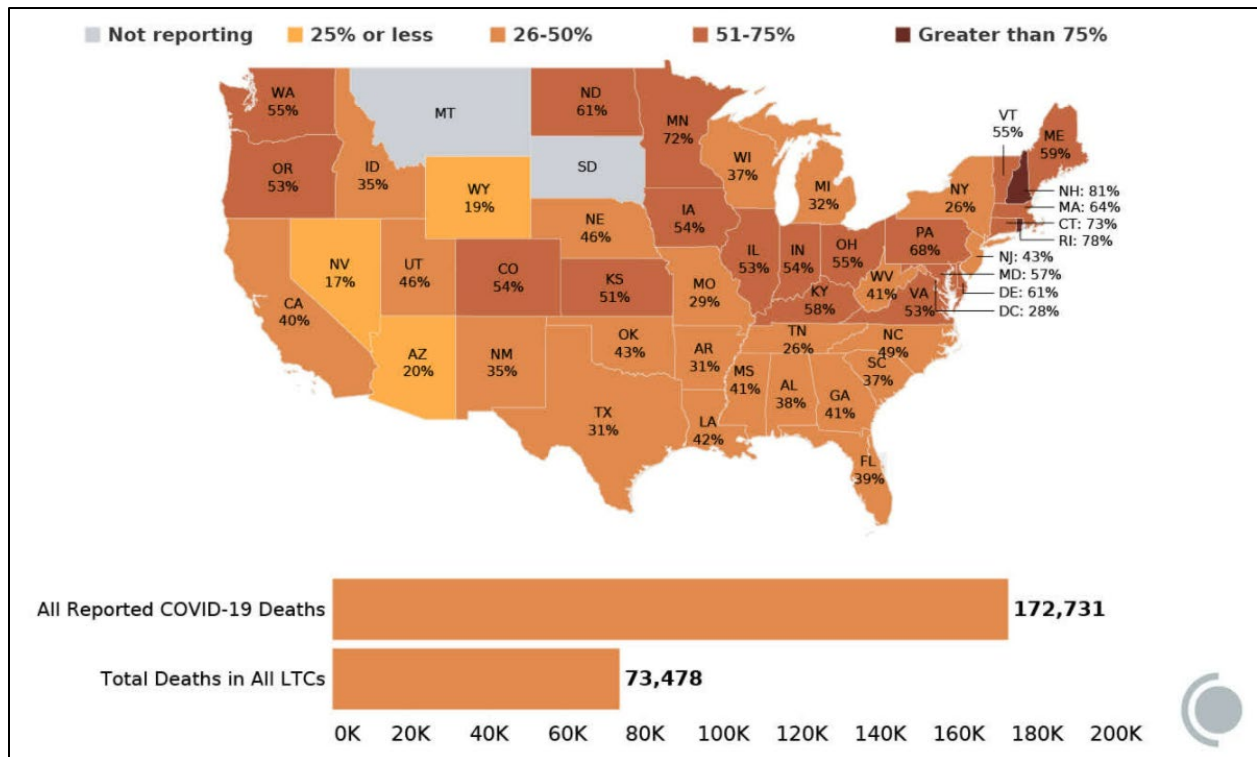 Not reporting
25% or less
26-50%
51-75%
Greater than 75%
WA
55%
MT
ND
61%
MN
72%
VT
55%
ME
59%
OR
53%
ID
35%
WY
19%
SD
WI
37%
MI
32%
NY
26%
NH: 81%
MA: 64%
CT: 73%
RI: 78%
NJ: 43%
MD: 57%
DE: 61%
DC: 28%
NE
46%
IA
54%
IL
53%
IN
54%
OH
55%
PA
68%
NV
17%
UT
46%
CO
54%
KS
51%
MO
29%
KY
58%
WV
41%
VA
53%
CA
40%
AZ
20%
NM
35%
OK
43%
AR
31%
TN
26%
NC
49%
SC
37%
MS
41%
AL
38%
GA
41%
TX
31%
LA
42%
FL
39%
All Reported COVID-19 Deaths
172,731
Total Deaths in All LTCs
73,478
0K 20K 40K 60K 80K 100K 120K 140K 160K 180K 200K